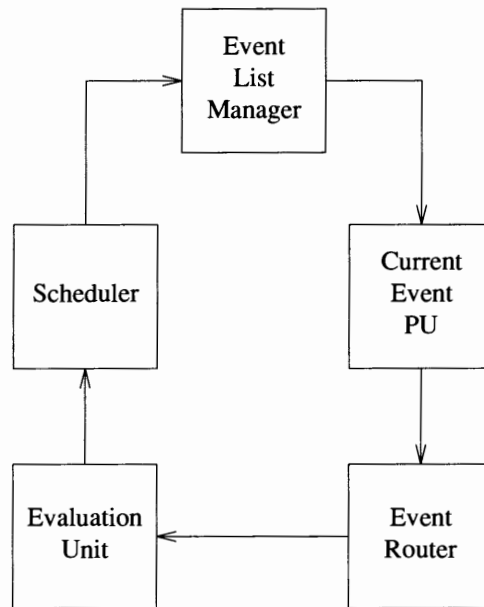 Event
List
Manager
Scheduler
Current
Event
PU
Evaluation
Unit
Event
Router